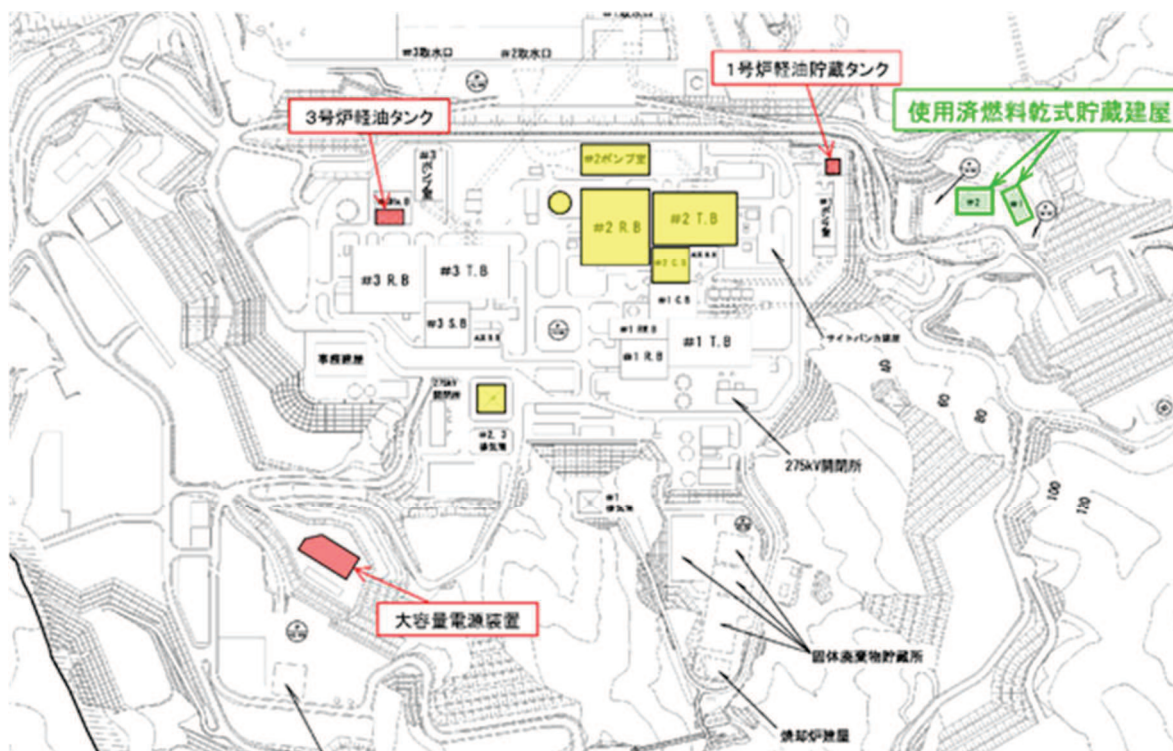 #3取水口
#2取水口
1号炉軽油貯蔵タンク
3号炉軽油タンク
使用済燃料乾式貯蔵建屋
#2ポンプ室
#3
ポンプ室
#2 R.B
#2 T.B
#2
#1
#3 R.B
#3 T.B
#2 C.B
#1 C.B
#3 S.B
#1 RW.B
#1 R.B
#1 T.B
サイトバンカ建屋
事務建屋
275kV
開閉所
#2,3
排気筒
275kV開閉所
#1
排気筒
40
60
80
100
120
大容量電源装置
固体廃棄物貯蔵所
焼却炉建屋